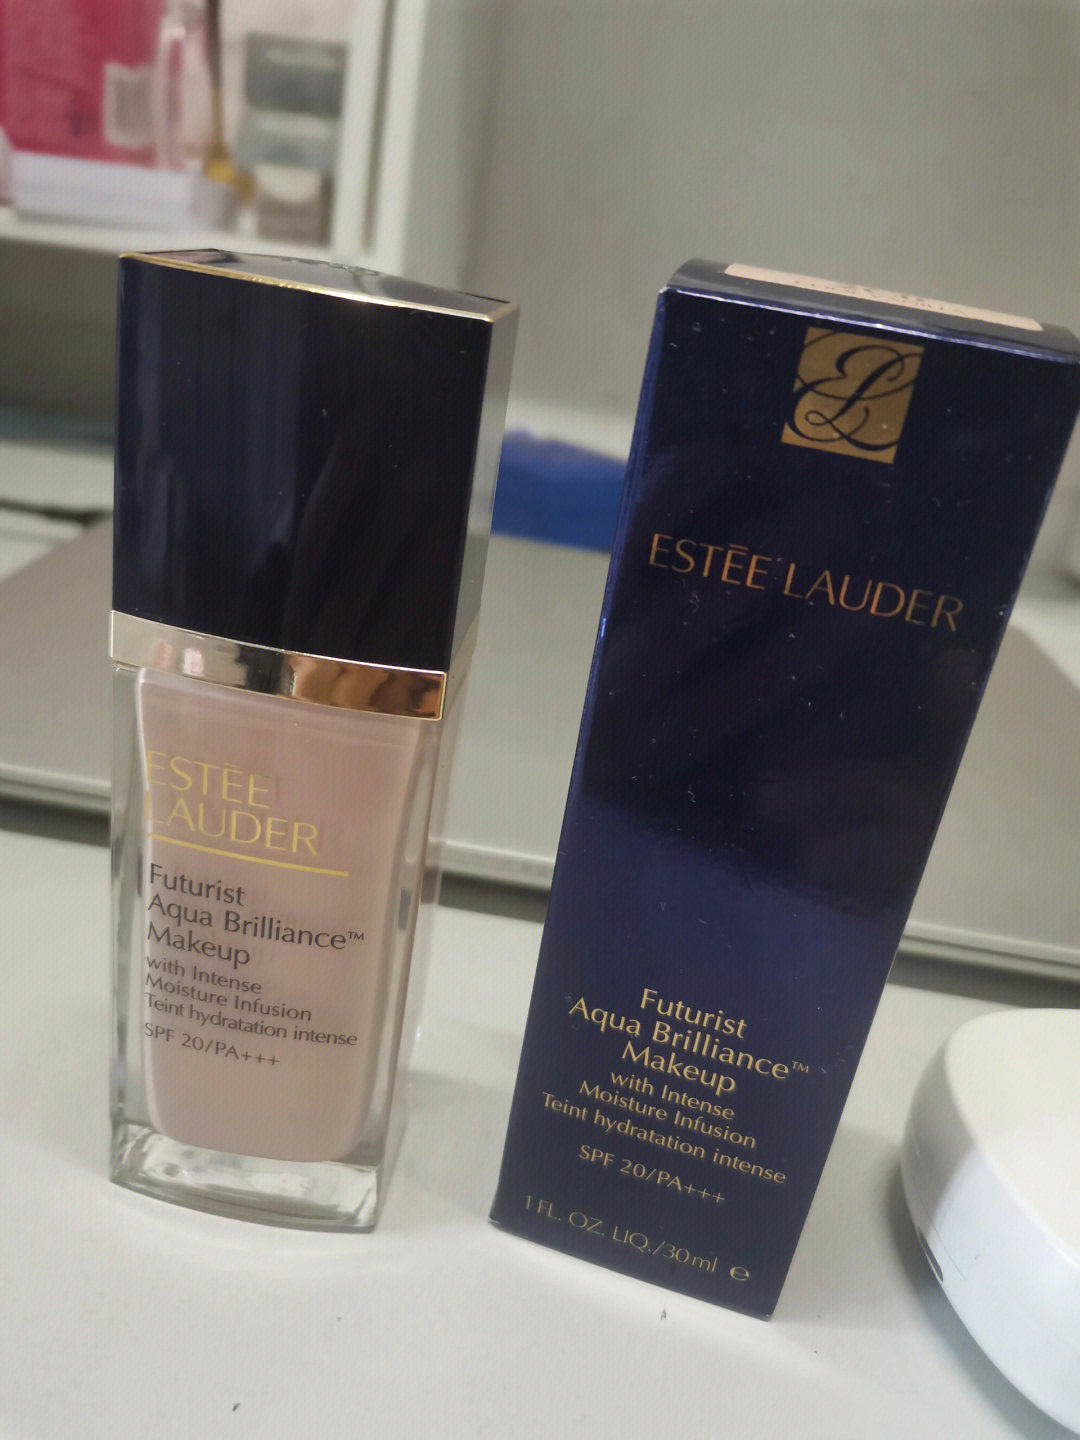 ESTĒE
LAUDER
Futurist
Aqua Brilliance™
Makeup
with Intense
Moisture Infusion
Teint hydratation intense
SPF 20/PA+++
ESTĒE LAUDER
Futurist
Aqua Brilliance™
Makeup
with Intense
Moisture Infusion
Teint hydratation intense
SPF 20/PA+++
1 FL. OZ. LIQ./30ml ℮